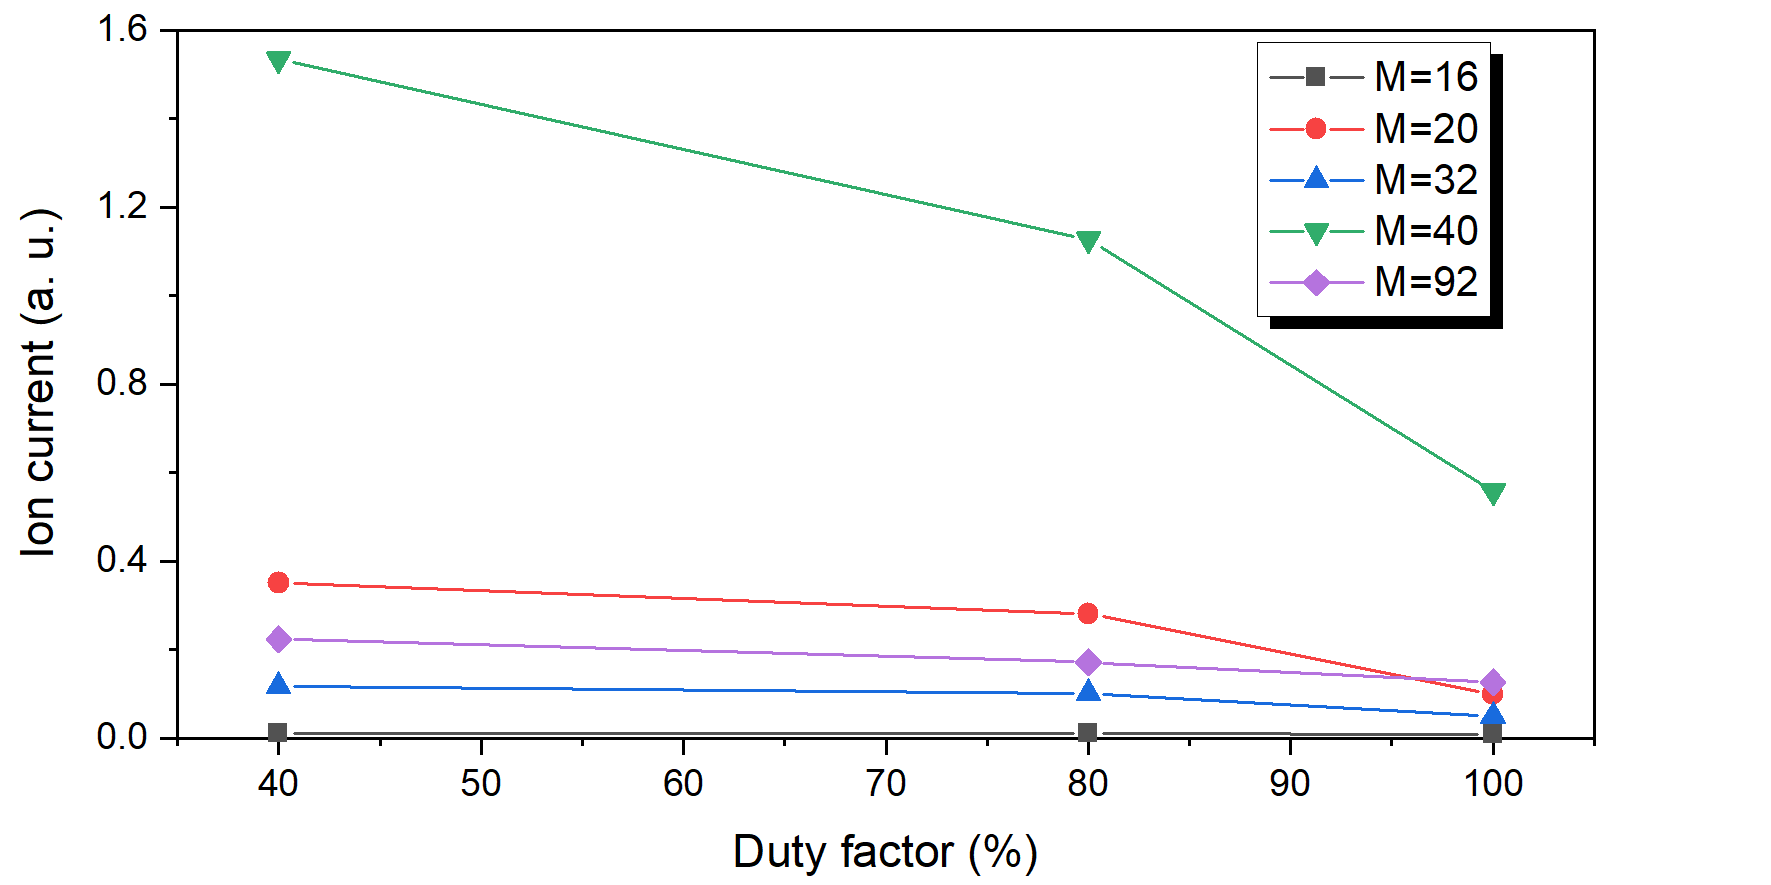 1.6
1.2
0.8
0.4
0.0
Ion current (a. u.)
M=16
M=20
M=32
M=40
M=92
40 50 60 70 80 90 100
Duty factor (%)